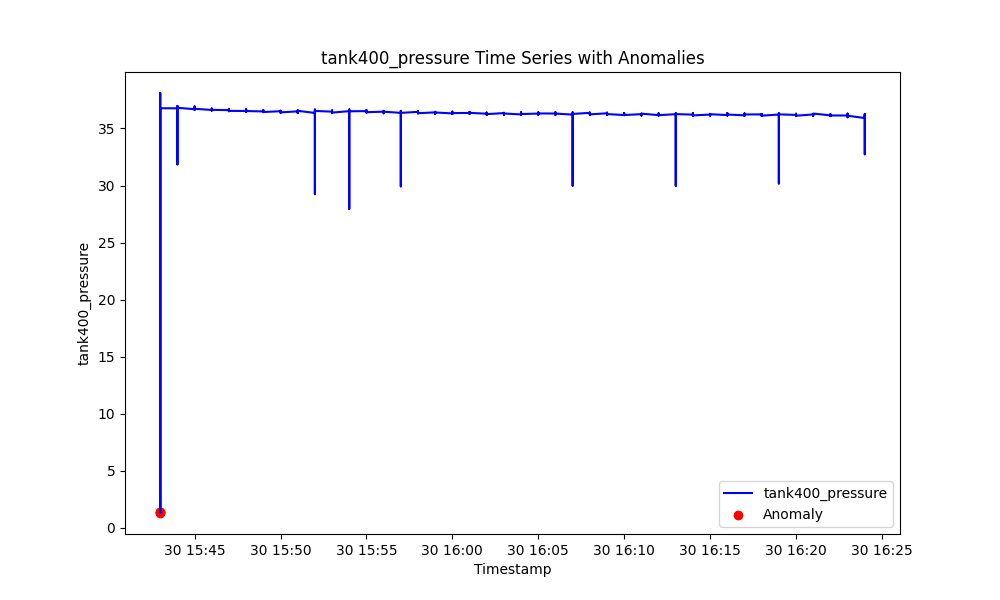 tank400_pressure Time Series with Anomalies
tank400_pressure
35
30
25
20
15
10
5
0
30 15:45 30 15:50 30 15:55 30 16:00 30 16:05 30 16:10 30 16:15 30 16:20 30 16:25
Timestamp
tank400_pressure
Anomaly